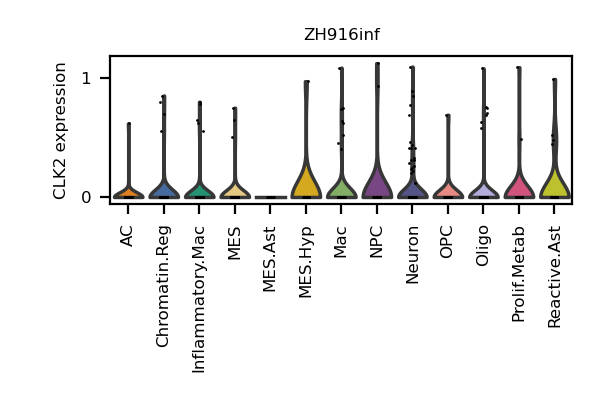 ZH916inf
CLK2 expression
1
0
AC
Chromatin.Reg
Inflammatory.Mac
MES
MES.Ast
MES.Hyp
Mac
NPC
Neuron
OPC
Oligo
Prolif.Metab
Reactive.Ast